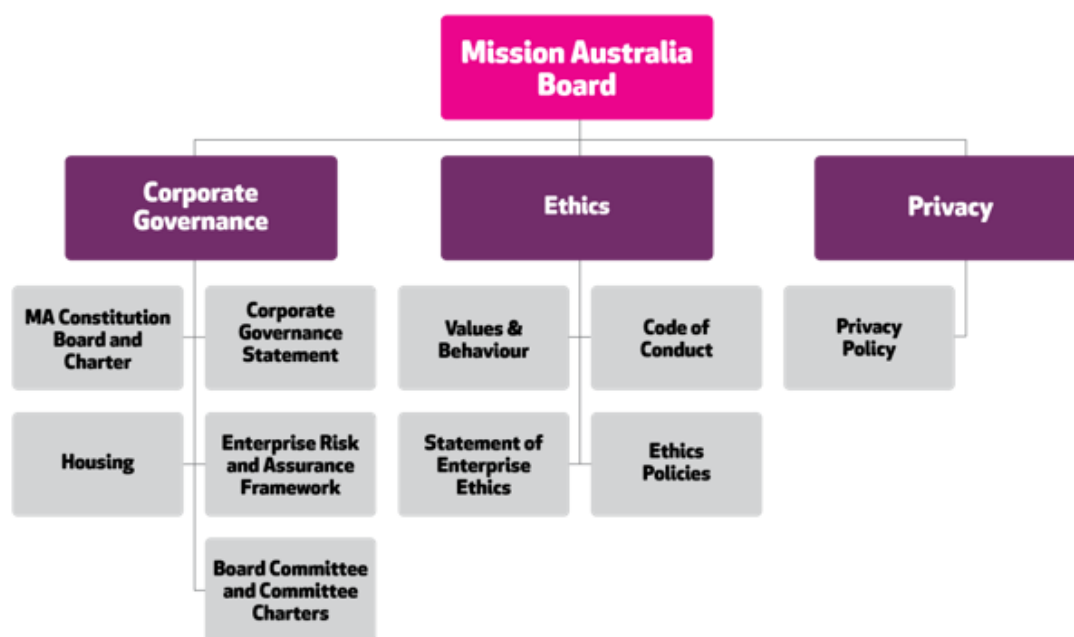 Mission Australia
Board
Corporate
Governance
Ethics
Privacy
MA Constitution
Board and
Charter
Corporate
Governance
Statement
Values &
Behaviour
Code of
Conduct
Privacy
Policy
Housing
Enterprise Risk
and Assurance
Framework
Statement of
Enterprise
Ethics
Ethics
Policies
Board Committee
and Committee
Charters